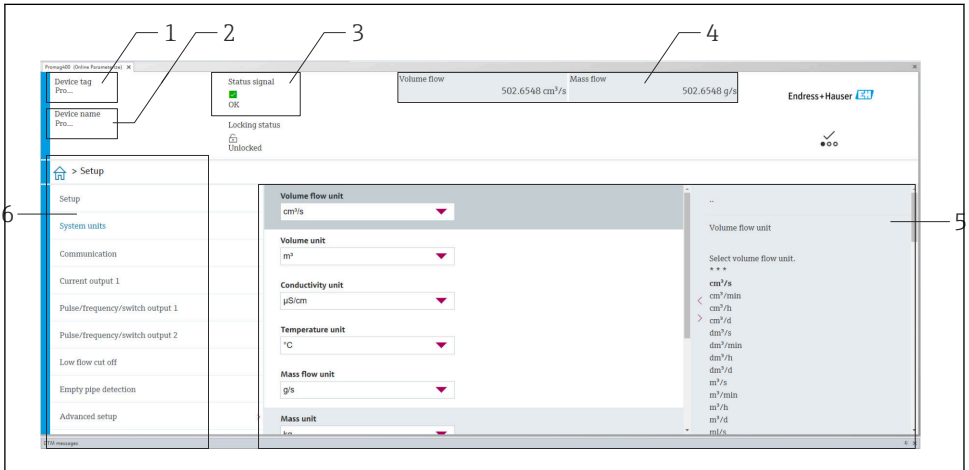 1
2
3
4
Promag400 (Online Parameterize) ×
Device tag
Pro...
Device name
Pro...
Status signal
OK
Locking status
Unlocked
Volume flow
502.6548 cm³/s
Mass flow
502.6548 g/s
Endress+Hauser EH
> Setup
6
5
Setup
System units
Communication
Current output 1
Pulse/frequency/switch output 1
Pulse/frequency/switch output 2
Low flow cut off
Empty pipe detection
Advanced setup
Volume flow unit
cm³/s
Volume unit
m³
Conductivity unit
µS/cm
Temperature unit
°C
Mass flow unit
g/s
Mass unit
kg
..
Volume flow unit
Select volume flow unit.
* * *
cm³/s
cm³/min
cm³/h
cm³/d
dm³/s
dm³/min
dm³/h
dm³/d
m³/s
m³/min
m³/h
m³/d
ml/s
DTM messages